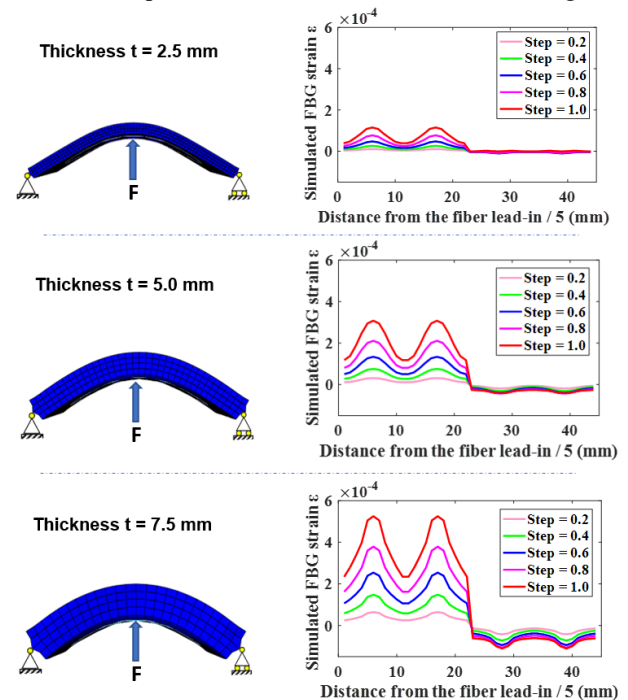 Thickness t = 2.5 mm
F
×10⁻⁴
6
4
2
0
Simulated FBG strain ε
Step = 0.2
Step = 0.4
Step = 0.6
Step = 0.8
Step = 1.0
0 10 20 30 40
Distance from the fiber lead-in / 5 (mm)
Thickness t = 5.0 mm
F
×10⁻⁴
6
4
2
0
Simulated FBG strain ε
Step = 0.2
Step = 0.4
Step = 0.6
Step = 0.8
Step = 1.0
0 10 20 30 40
Distance from the fiber lead-in / 5 (mm)
Thickness t = 7.5 mm
F
×10⁻⁴
6
4
2
0
Simulated FBG strain ε
Step = 0.2
Step = 0.4
Step = 0.6
Step = 0.8
Step = 1.0
0 10 20 30 40
Distance from the fiber lead-in / 5 (mm)